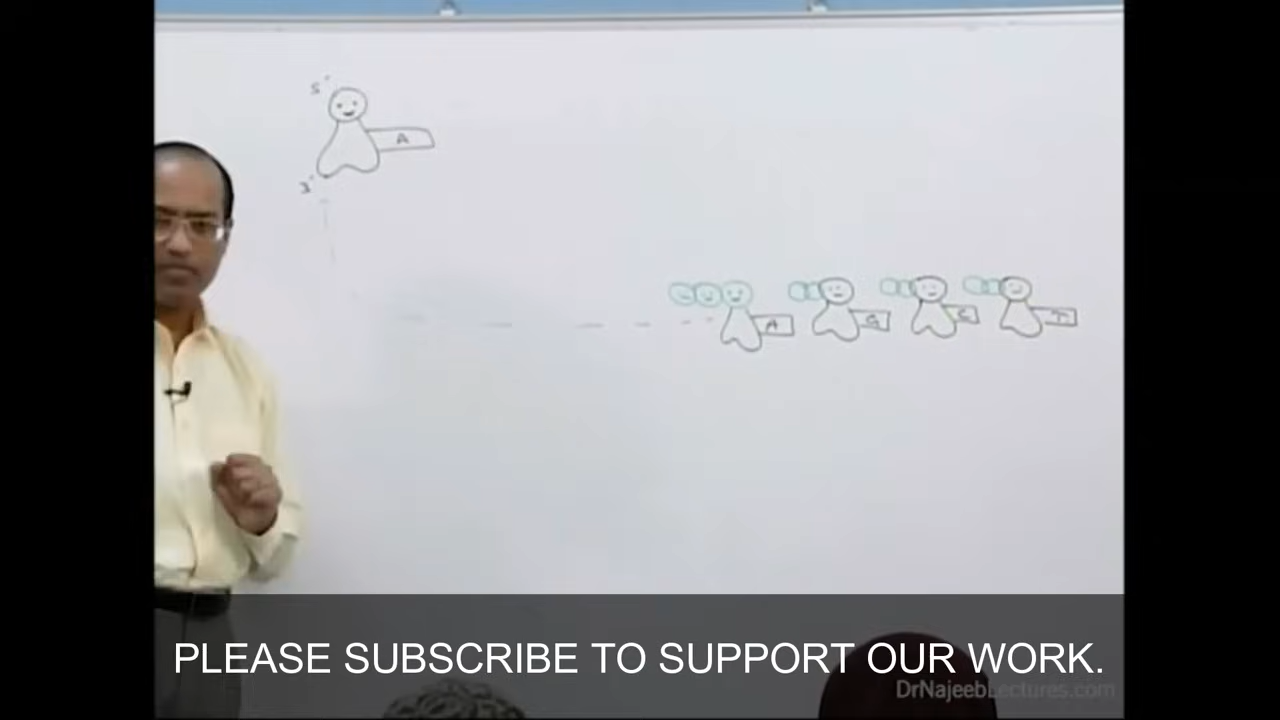 5'
A
3'
A G C T
PLEASE SUBSCRIBE TO SUPPORT OUR WORK.
DrNajeebLectures.com